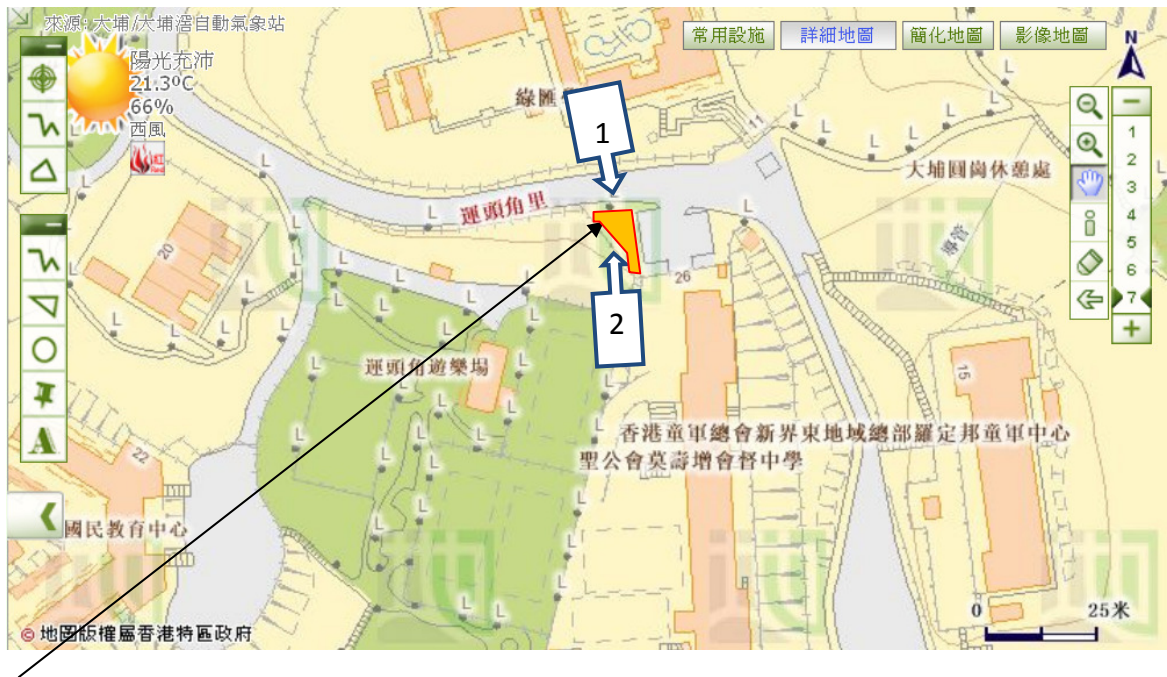 來源: 大埔/大埔滘自動氣象站
陽光充沛
21.3ºC
66%
西風
常用設施
詳細地圖
簡化地圖
影像地圖
N
1
2
3
4
5
6
7
綠匯
1
11
大埔圓崗休憩處
運頭角里
導管
20
26
2
運頭角遊樂場
15
香港童軍總會新界東地域總部羅定邦童軍中心
聖公會莫壽增會督中學
22
國民教育中心
A
0 25米
© 地圖版權屬香港特區政府